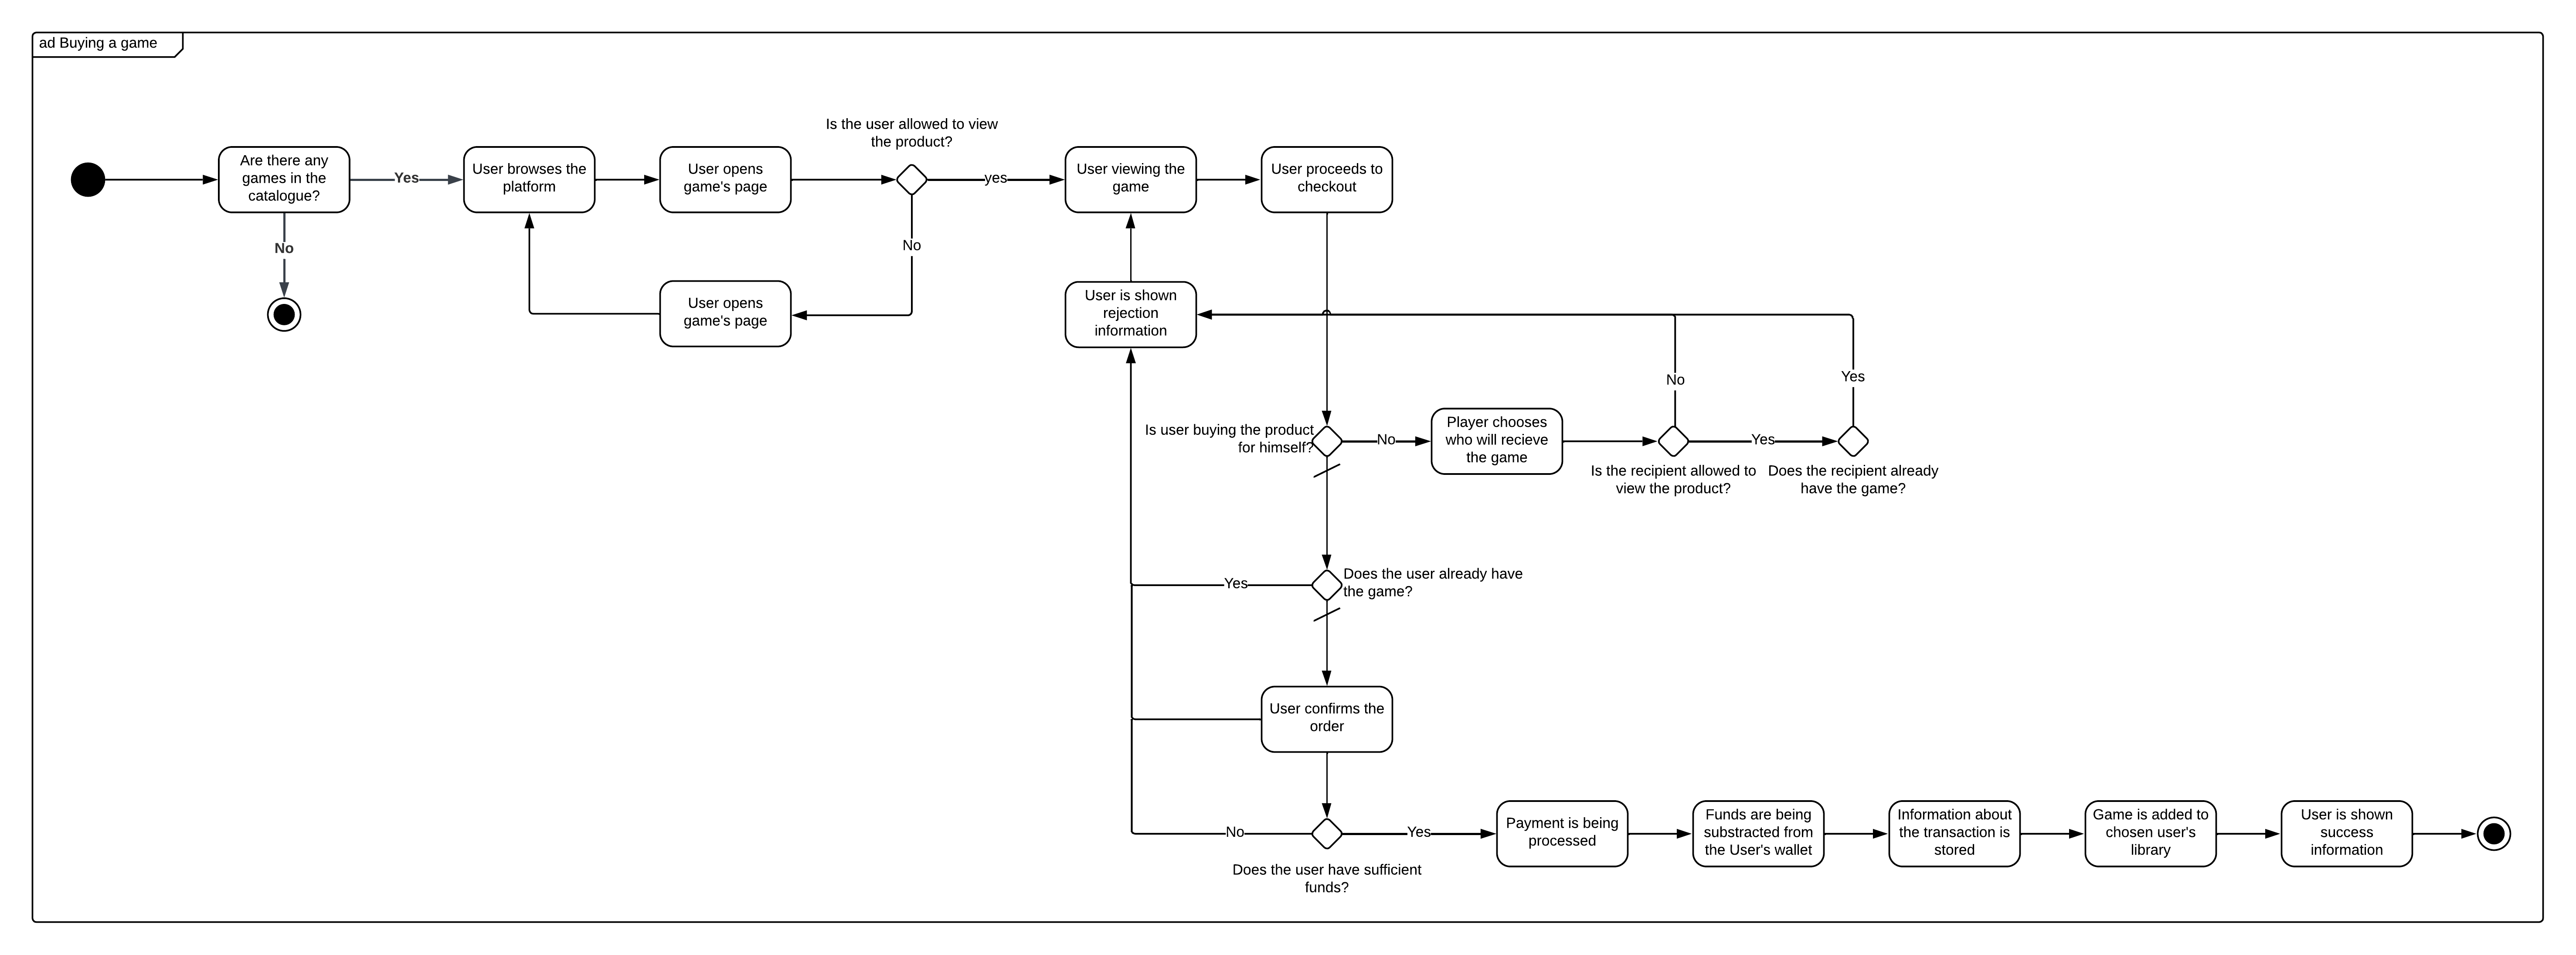 ad Buying a game
Is the user allowed to view
the product?
Are there any
games in the
catalogue?
Yes
User browses the
platform
User opens
game's page
yes
User viewing the
game
User proceeds to
checkout
No
No
User opens
game's page
User is shown
rejection
information
No
Yes
Is user buying the product
for himself?
No
Player chooses
who will recieve
the game
Yes
Is the recipient allowed to
view the product?
Does the recipient already
have the game?
Yes
Does the user already have
the game?
User confirms the
order
No
Does the user have sufficient
funds?
Yes
Payment is being
processed
Funds are being
substracted from
the User's wallet
Information about
the transaction is
stored
Game is added to
chosen user's
library
User is shown
success
information